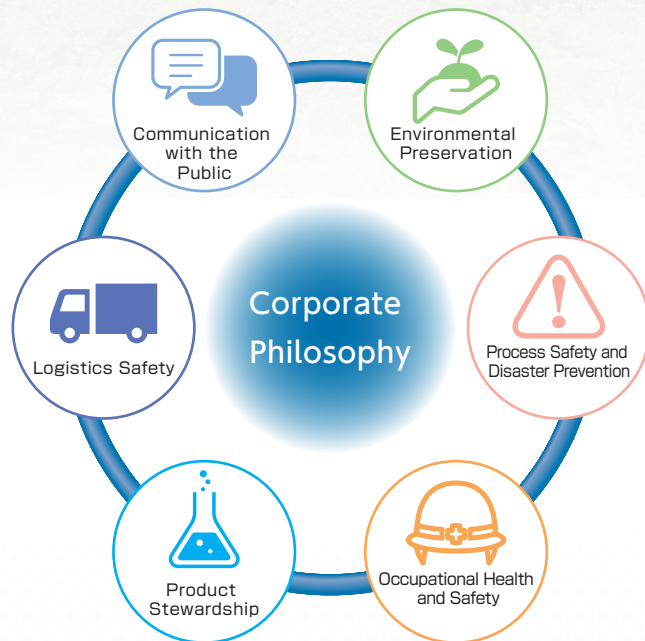 Communication
with the
Public
Environmental
Preservation
Corporate
Philosophy
Logistics Safety
Process Safety and
Disaster Prevention
Product
Stewardship
Occupational Health
and Safety